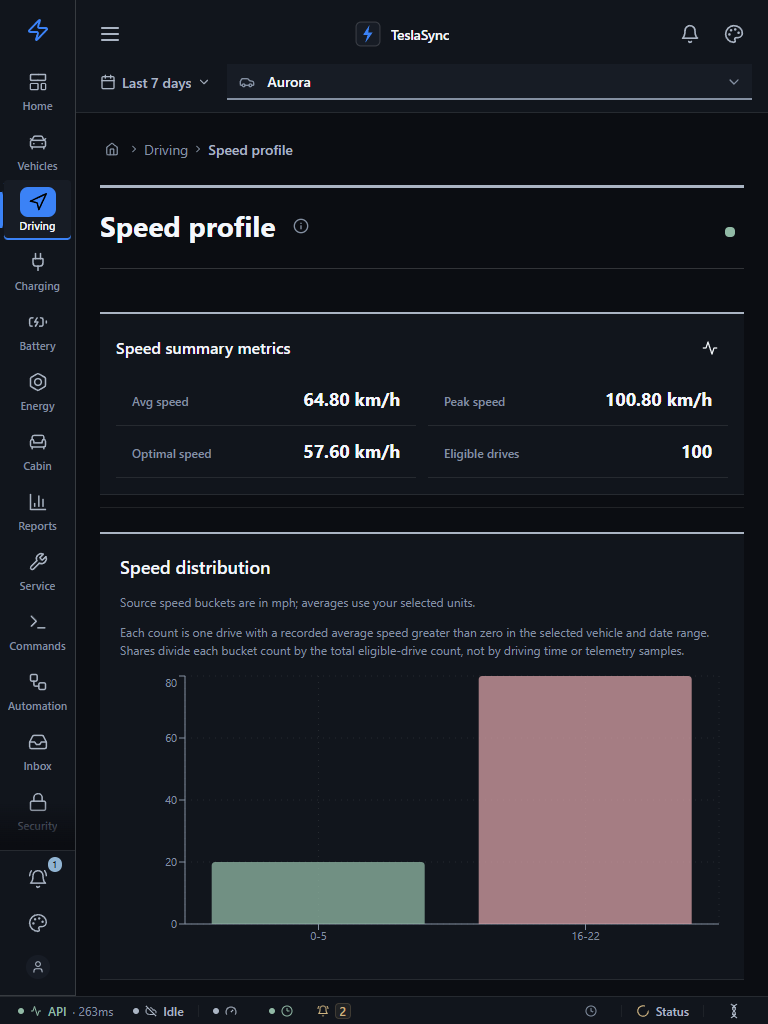 TeslaSync
Last 7 days
Aurora
Home
Vehicles
Driving
Charging
Battery
Energy
Cabin
Reports
Service
Commands
Automation
Inbox
Security
1
Driving
Speed profile
Speed profile
Speed summary metrics
Avg speed
64.80 km/h
Peak speed
100.80 km/h
Optimal speed
57.60 km/h
Eligible drives
100
Speed distribution
Source speed buckets are in mph; averages use your selected units.
Each count is one drive with a recorded average speed greater than zero in the selected vehicle and date range.
Shares divide each bucket count by the total eligible-drive count, not by driving time or telemetry samples.
80
60
40
20
0
0-5
16-22
API · 263ms
Idle
2
Status